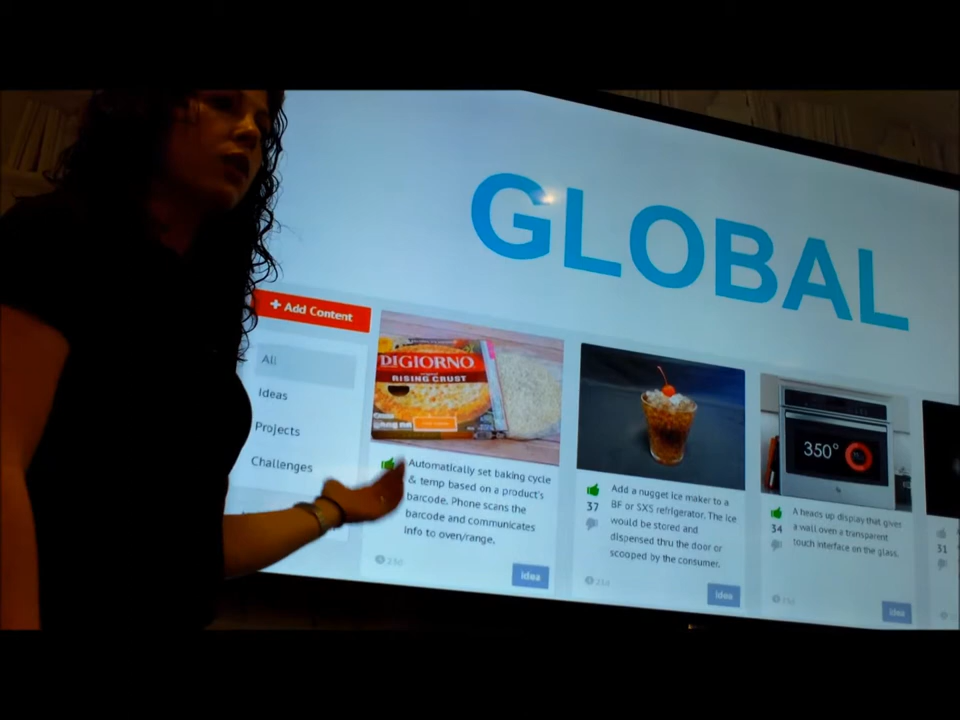 GLOBAL
+ Add Content
All
Ideas
Projects
Challenges
DIGIORNO
RISING CRUST
Automatically set baking cycle
& temp based on a product's
barcode. Phone scans the
barcode and communicates
info to oven/range.
idea
37
Add a nugget ice maker to a
BF or SXS refrigerator. The ice
would be stored and
dispensed thru the door or
scooped by the consumer.
idea
350°
34
A heads up display that gives
a wall oven a transparent
touch interface on the glass.
idea
31